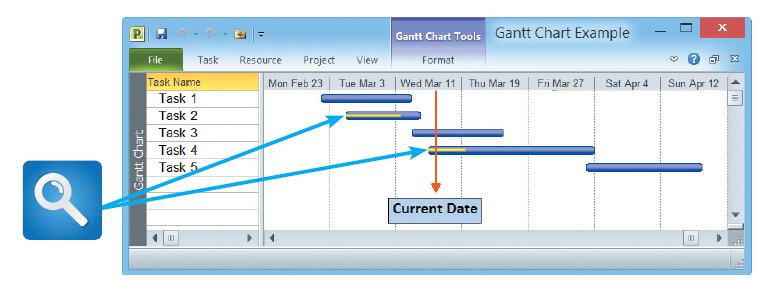 Gantt Chart Tools
Gantt Chart Example
File Task Resource Project View Format
Task Name
Mon Feb 23 Tue Mar 3 Wed Mar 11 Thu Mar 19 Fri Mar 27 Sat Apr 4 Sun Apr 12
Task 1
Task 2
Task 3
Task 4
Task 5
Gantt Chart
Current Date